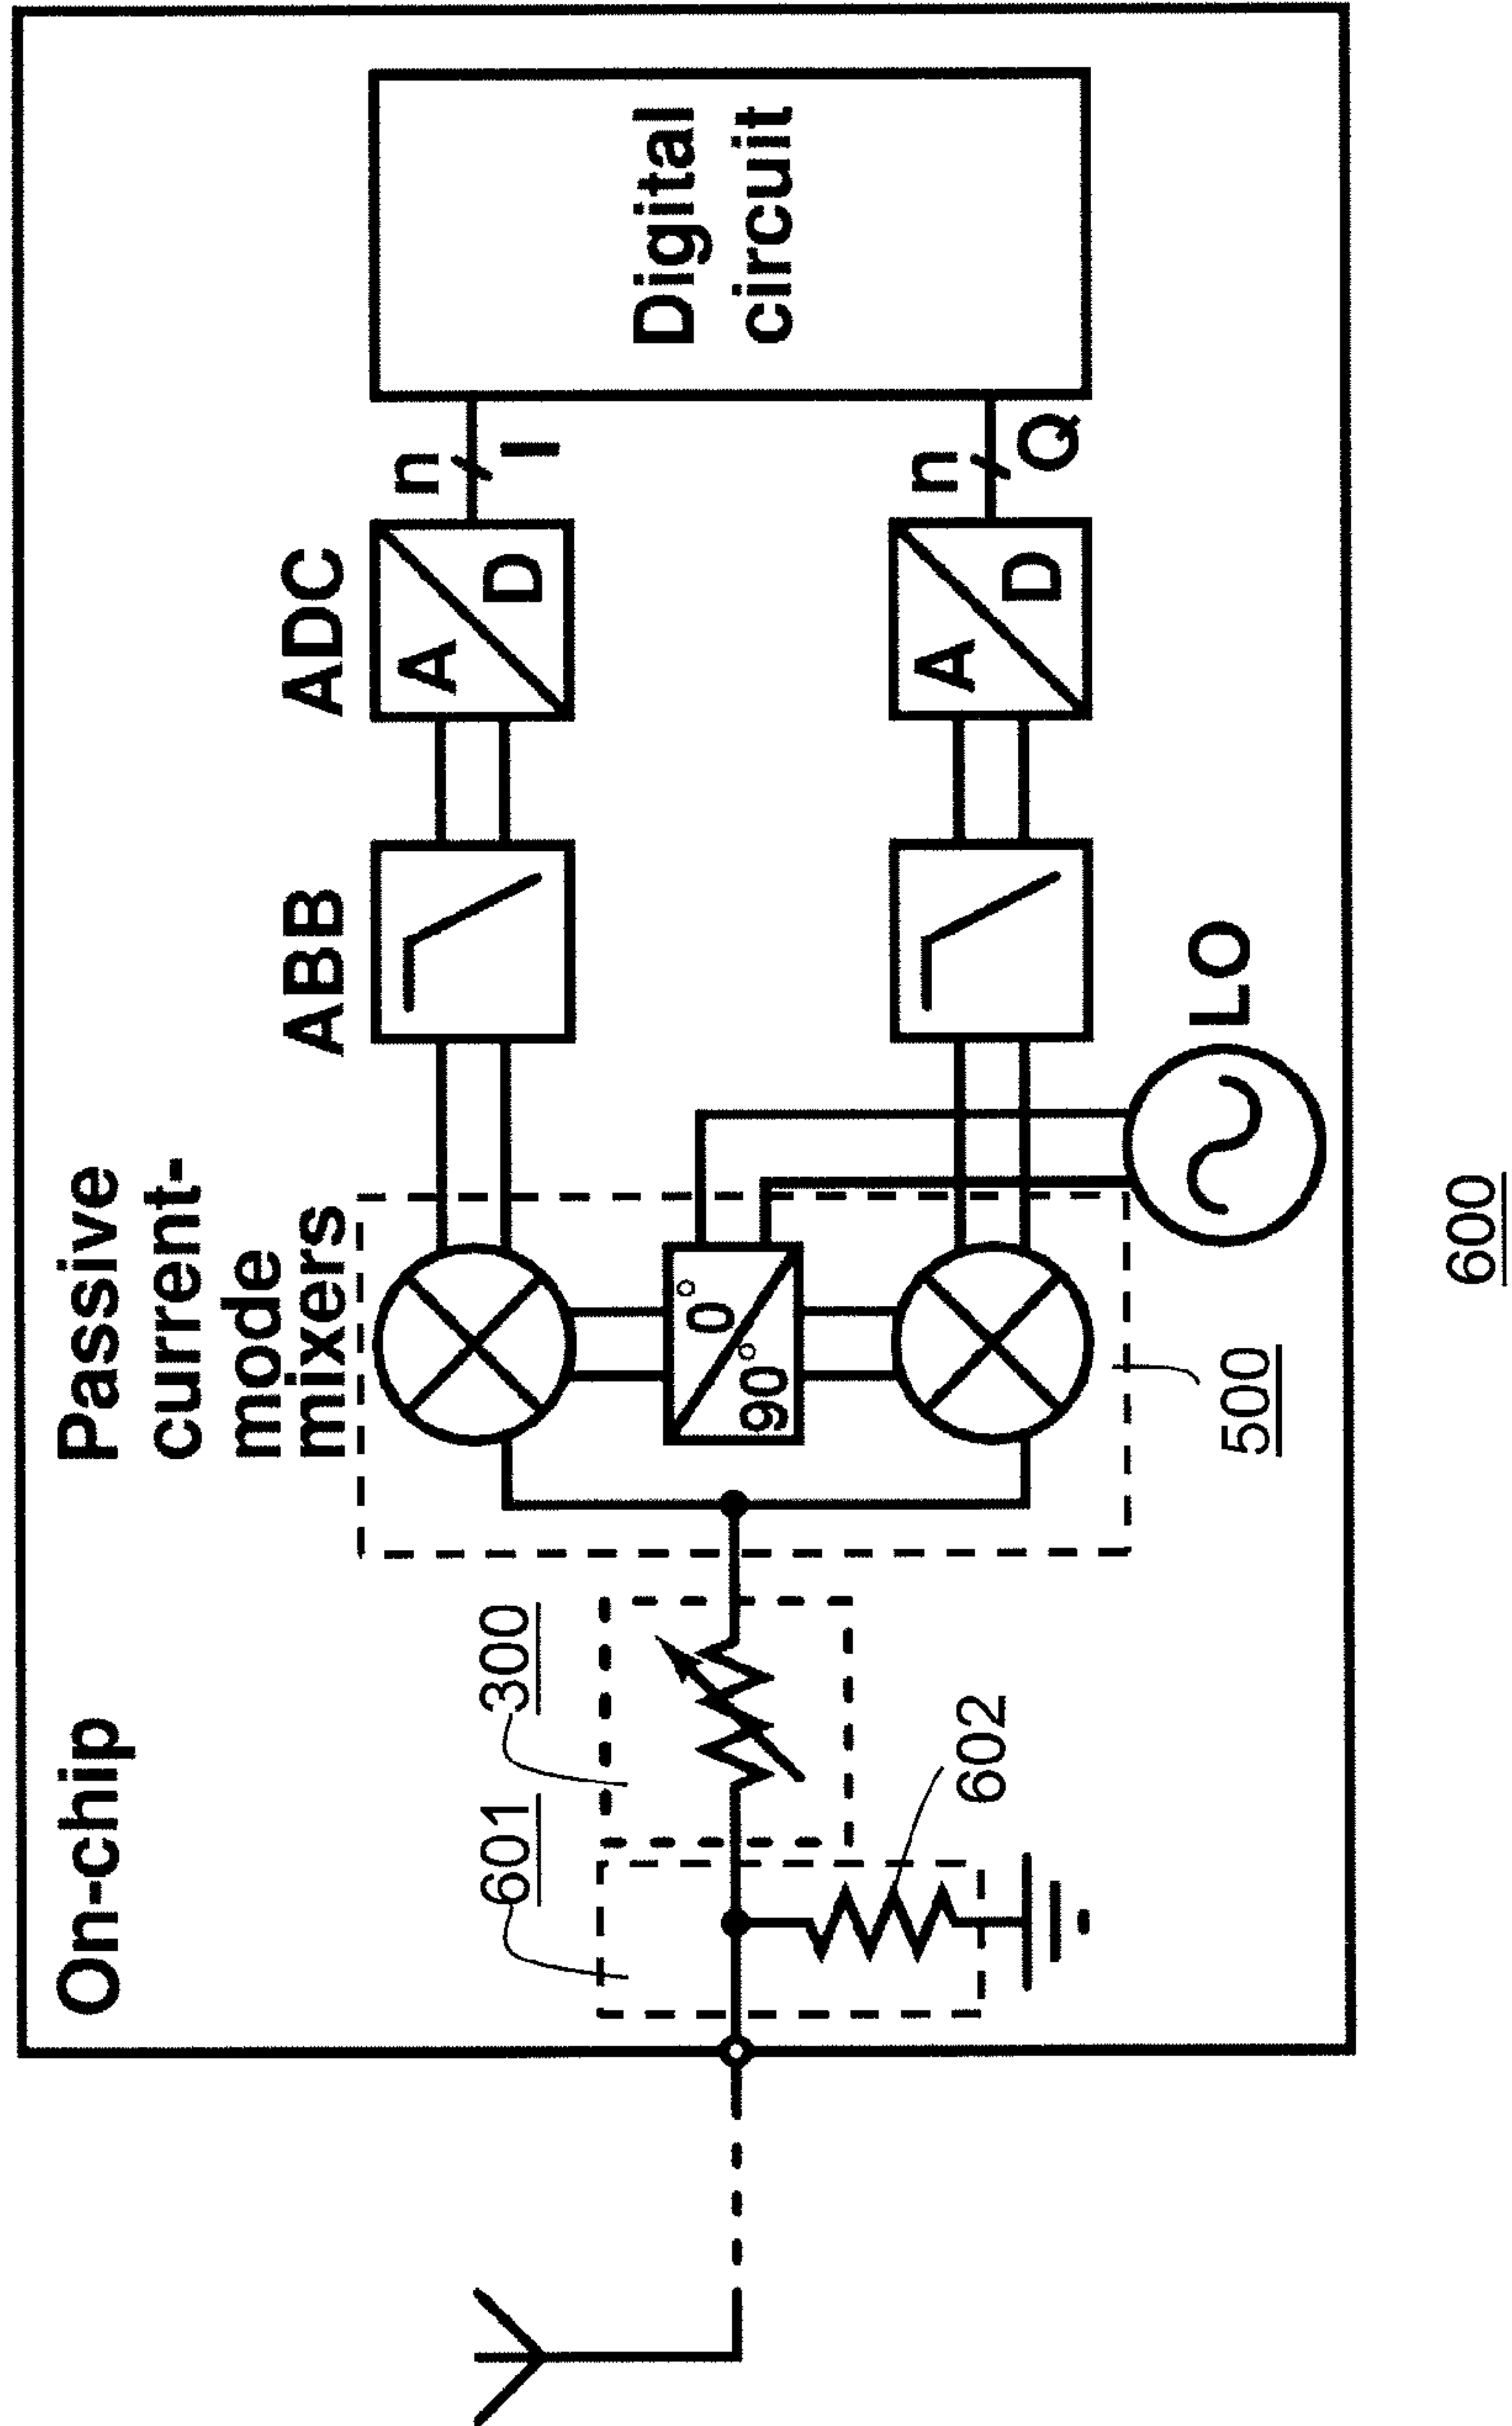 On-chip
Passive
current-
mode
mixers
ABB
ADC
601
300
602
500
0°
90°
LO
A
D
A
D
n
I
n
Q
Digital
circuit
600